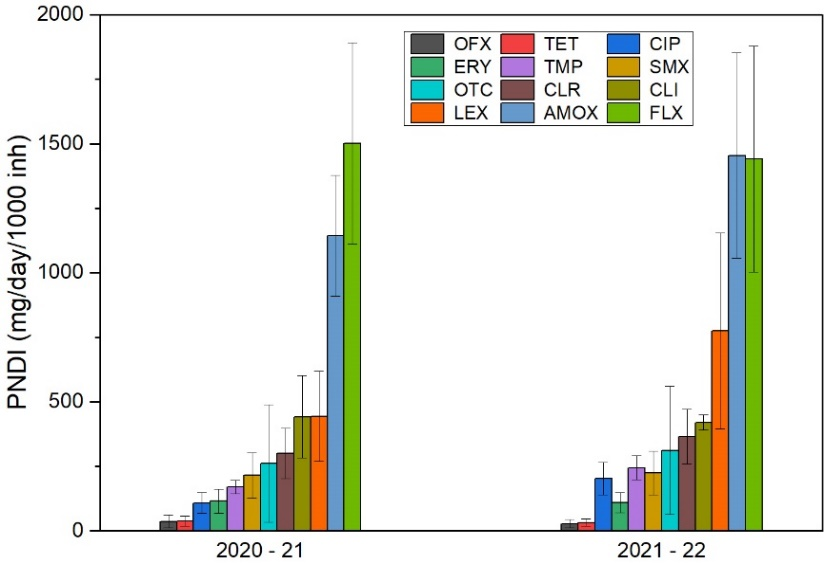 2000
1500
1000
500
0
PNDI (mg/day/1000 inh)
OFX TET CIP
ERY TMP SMX
OTC CLR CLI
LEX AMOX FLX
2020 - 21 2021 - 22